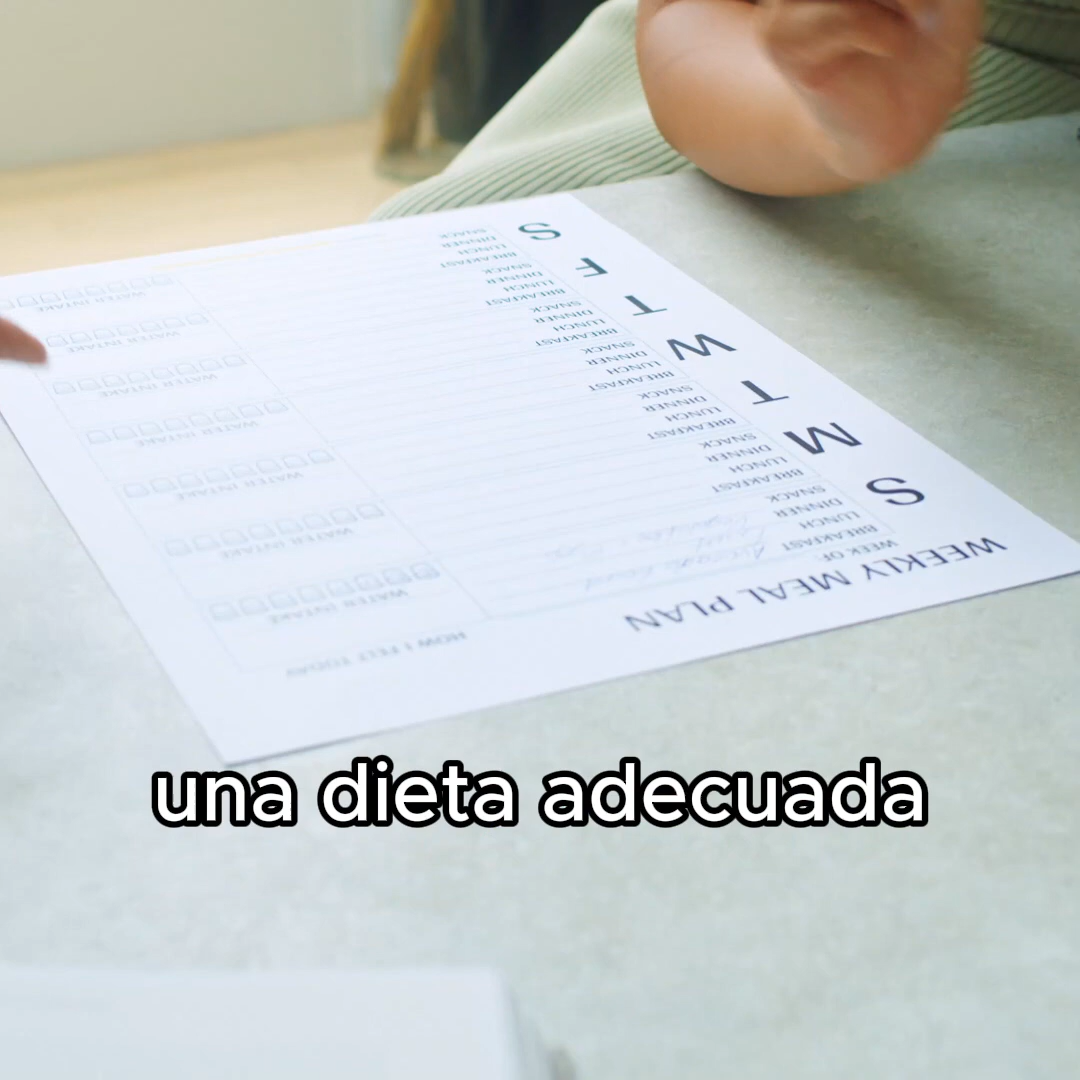 WEEKLY MEAL PLAN
WEEK OF
HOW I FELT TODAY
S
BREAKFAST
LUNCH
DINNER
SNACK
WATER INTAKE
M
BREAKFAST
LUNCH
DINNER
SNACK
WATER INTAKE
T
BREAKFAST
LUNCH
DINNER
SNACK
WATER INTAKE
W
BREAKFAST
LUNCH
DINNER
SNACK
WATER INTAKE
T
BREAKFAST
LUNCH
DINNER
SNACK
WATER INTAKE
F
BREAKFAST
LUNCH
DINNER
SNACK
WATER INTAKE
S
BREAKFAST
LUNCH
DINNER
SNACK
WATER INTAKE
una dieta adecuada